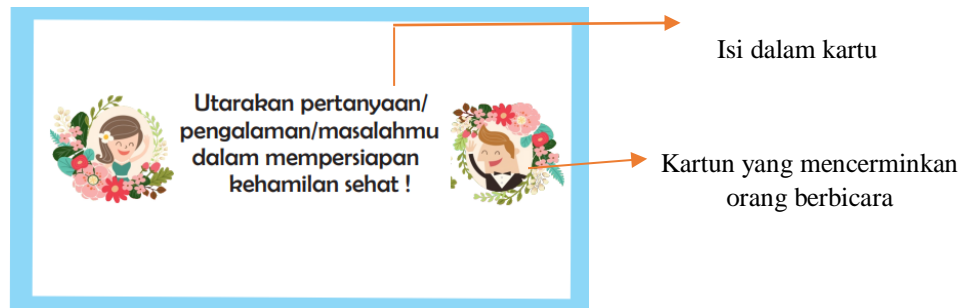 Utarakan pertanyaan/
pengalaman/masalahmu
dalam mempersiapan
kehamilan sehat !
Isi dalam kartu
Kartun yang mencerminkan
orang berbicara